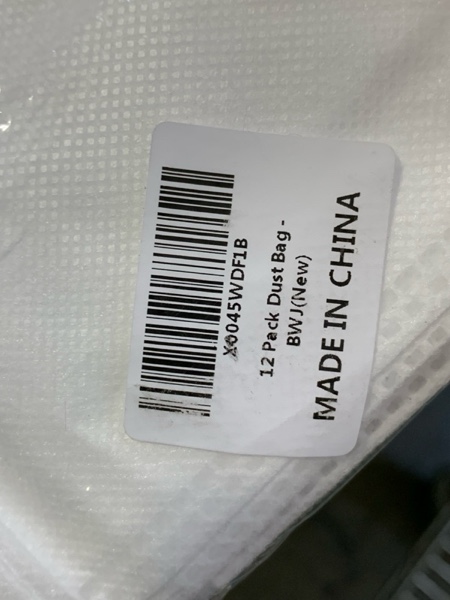 X0045WDF1B
12 Pack Dust Bag -
BWJ(New)
MADE IN CHINA